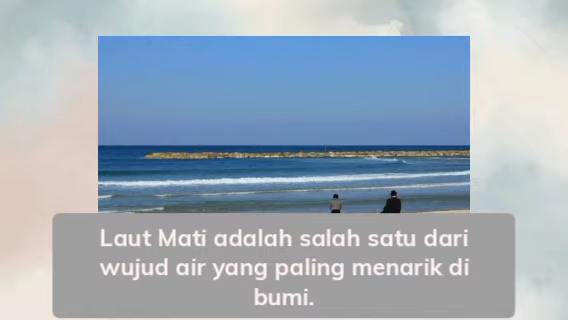 Laut Mati adalah salah satu dari
wujud air yang paling menarik di
bumi.